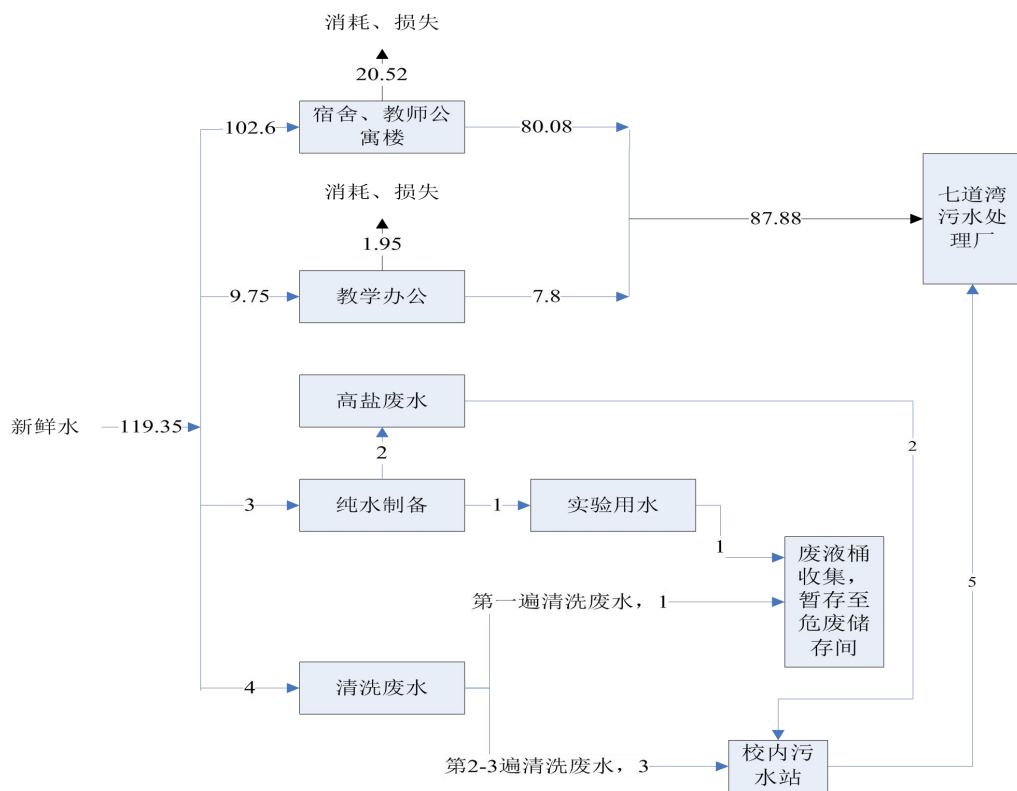 消耗、损失
20.52
102.6
宿舍、教师公
寓楼
80.08
消耗、损失
1.95
9.75
教学办公
7.8
87.88
七道湾
污水处
理厂
新鲜水
119.35
高盐废水
2
2
3
纯水制备
1
实验用水
1
废液桶
收集，
暂存至
危废储
存间
5
第一遍清洗废水，1
4
清洗废水
第2-3遍清洗废水，3
校内污
水站